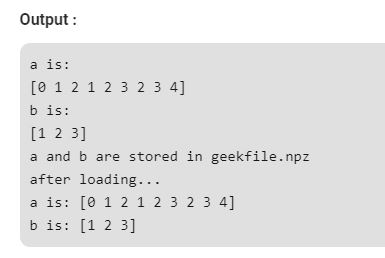 Output :
a is:
[0 1 2 1 2 3 2 3 4]
b is:
[1 2 3]
a and b are stored in geekfile.npz
after loading...
a is: [0 1 2 1 2 3 2 3 4]
b is: [1 2 3]